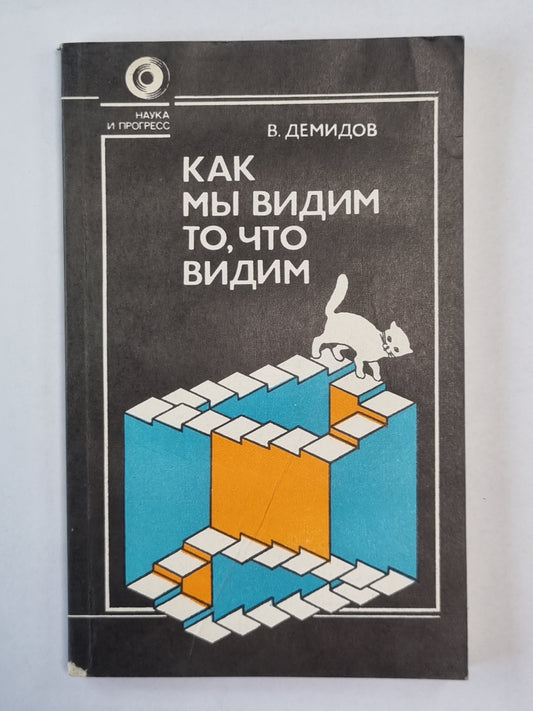 НАУКА
И ПРОГРЕСС
В. ДЕМИДОВ
КАК
МЫ ВИДИМ
ТО, ЧТО
ВИДИМ